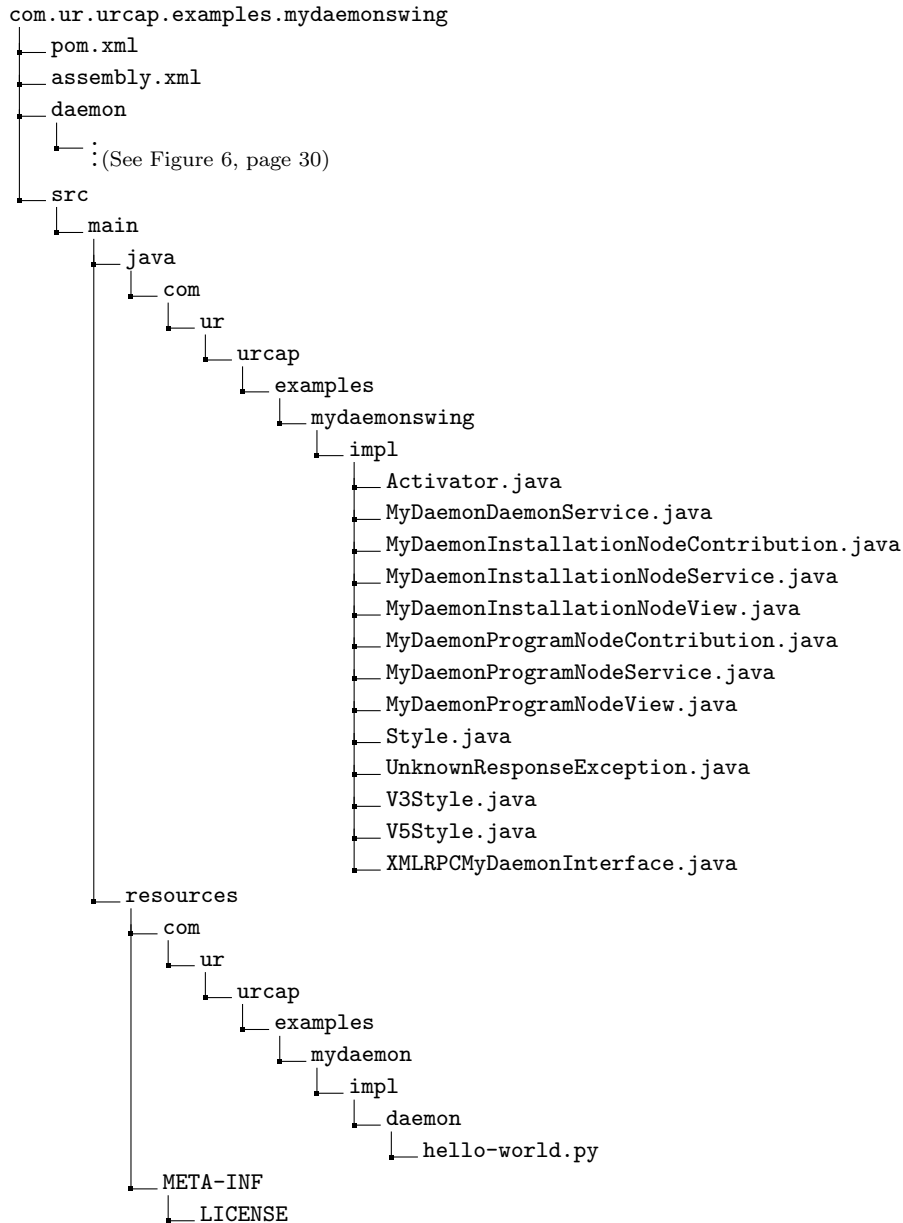 com.ur.urcap.examples.mydaemonswing
pom.xml
assembly.xml
daemon
(See Figure 6, page 30)
src
main
java
com
ur
urcap
examples
mydaemonswing
impl
Activator.java
MyDaemonDaemonService.java
MyDaemonInstallationNodeContribution.java
MyDaemonInstallationNodeService.java
MyDaemonInstallationNodeView.java
MyDaemonProgramNodeContribution.java
MyDaemonProgramNodeService.java
MyDaemonProgramNodeView.java
Style.java
UnknownResponseException.java
V3Style.java
V5Style.java
XMLRPCMyDaemonInterface.java
resources
com
ur
urcap
examples
mydaemon
impl
daemon
hello-world.py
META-INF
LICENSE